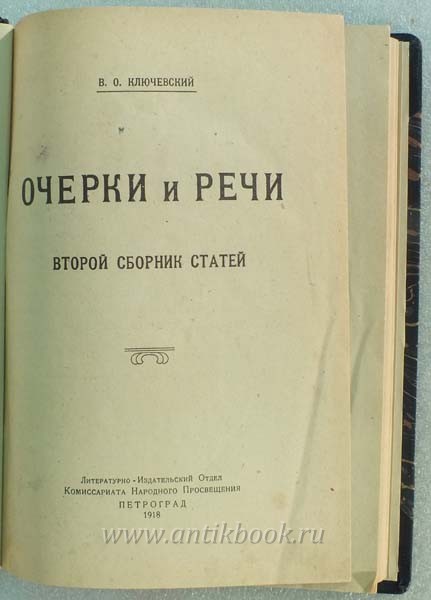 В. О. КЛЮЧЕВСКИЙ
ОЧЕРКИ и РЕЧИ
ВТОРОЙ СБОРНИК СТАТЕЙ
Литературно-Издательский Отдел
Комиссариата Народного Просвещения
ПЕТРОГРАД
1918
www.antikbook.ru